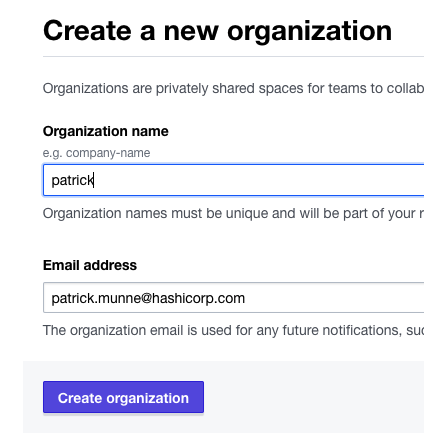 Create a new organization
Organizations are privately shared spaces for teams to collab
Organization name
e.g. company-name
patrick
Organization names must be unique and will be part of your r
Email address
patrick.munne@hashicorp.com
The organization email is used for any future notifications, suc
Create organization